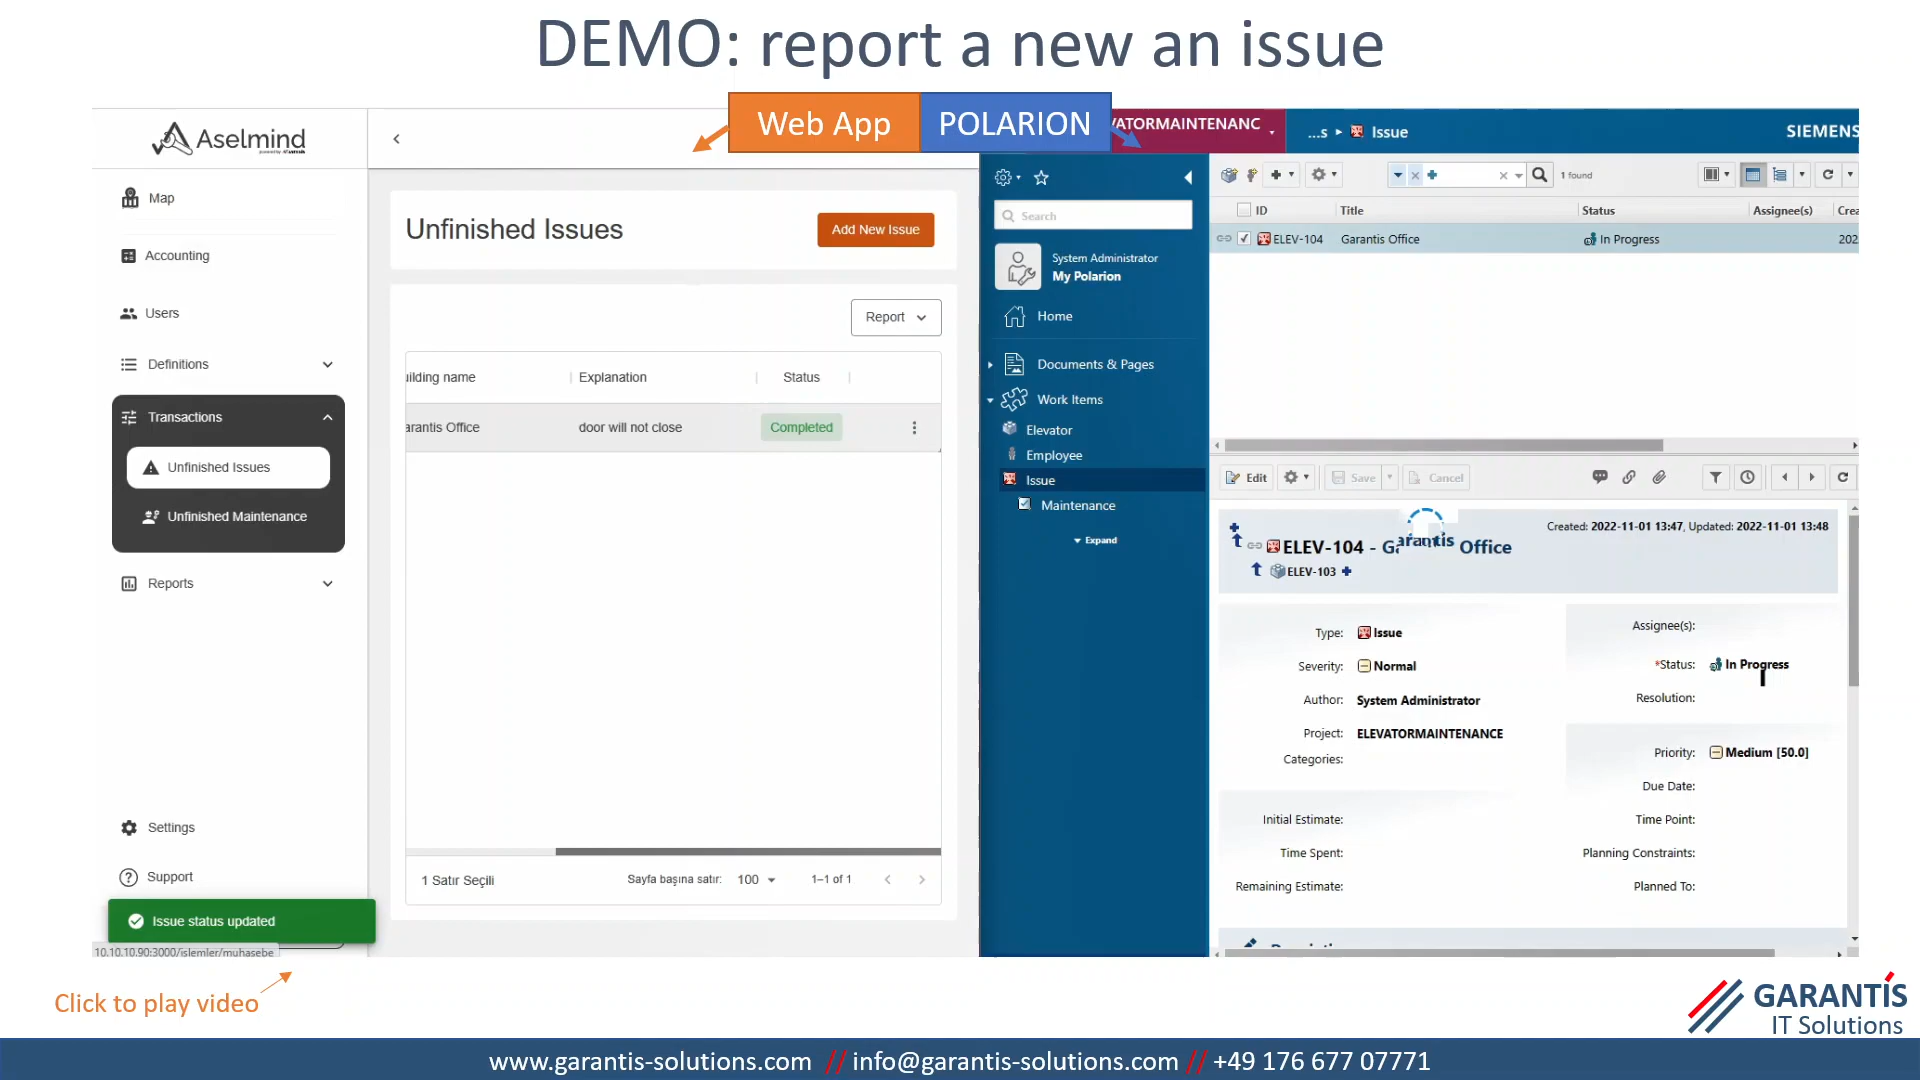 DEMO: report a new an issue
Web App
POLARION
Aselmind
Map
Accounting
Users
Definitions
Transactions
Unfinished Issues
Unfinished Maintenance
Reports
Settings
Support
Issue status updated
10.10.10.90:3000/islemler/muhasebe
Unfinished Issues
Add New Issue
Report
uilding name
Explanation
Status
arantis Office
door will not close
Completed
1 Satır Seçili
Sayfa başına satır:
100
1–1 of 1
VATORMAINTENANC
...s
Issue
SIEMENS
Search
System Administrator
My Polarion
Home
Documents & Pages
Work Items
Elevator
Employee
Issue
Maintenance
Expand
1 found
ID Title Status Assignee(s) Crea
ELEV-104 Garantis Office In Progress 202
Edit
Save
Cancel
Created: 2022-11-01 13:47, Updated: 2022-11-01 13:48
ELEV-104 - Garantis Office
ELEV-103
Type: Issue
Severity: Normal
Author: System Administrator
Project: ELEVATORMAINTENANCE
Categories:
Assignee(s):
*Status: In Progress
Resolution:
Priority: Medium [50.0]
Due Date:
Initial Estimate:
Time Point:
Time Spent:
Planning Constraints:
Remaining Estimate:
Planned To:
Click to play video
GARANTİS
IT Solutions
www.garantis-solutions.com // info@garantis-solutions.com // +49 176 677 07771